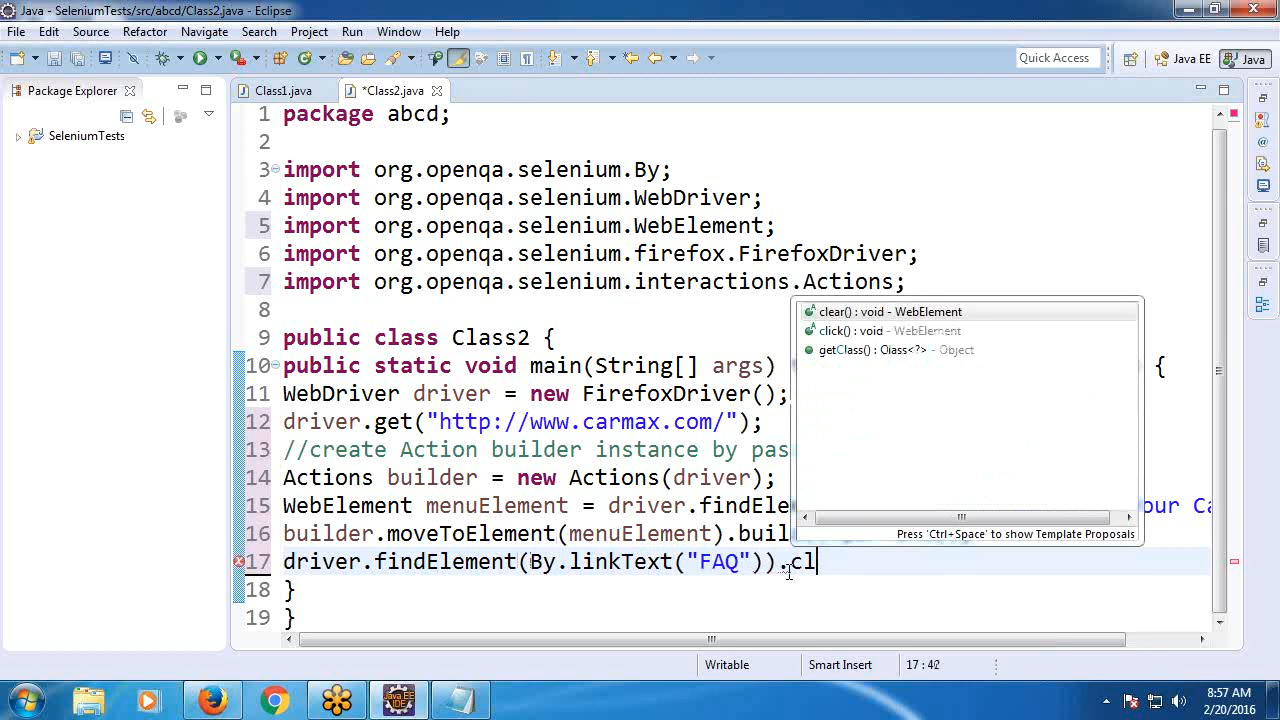 Java - SeleniumTests/src/abcd/Class2.java - Eclipse
File Edit Source Refactor Navigate Search Project Run Window Help
Quick Access Java EE Java
Package Explorer Class1.java *Class2.java
SeleniumTests
1 package abcd;
2
3 import org.openqa.selenium.By;
4 import org.openqa.selenium.WebDriver;
5 import org.openqa.selenium.WebElement;
6 import org.openqa.selenium.firefox.FirefoxDriver;
7 import org.openqa.selenium.interactions.Actions;
8
9 public class Class2 {
10 public static void main(String[] args) {
11 WebDriver driver = new FirefoxDriver();
12 driver.get("http://www.carmax.com/");
13 //create Action builder instance by pas
14 Actions builder = new Actions(driver);
15 WebElement menuElement = driver.findEle our Ca
16 builder.moveToElement(menuElement).buil
17 driver.findElement(By.linkText("FAQ")).cl
18 }
19 }
clear() : void - WebElement
click() : void - WebElement
getClass() : Class<?> - Object
Press 'Ctrl+Space' to show Template Proposals
Writable Smart Insert 17 : 42
Java EE IDE
8:57 AM
2/20/2016